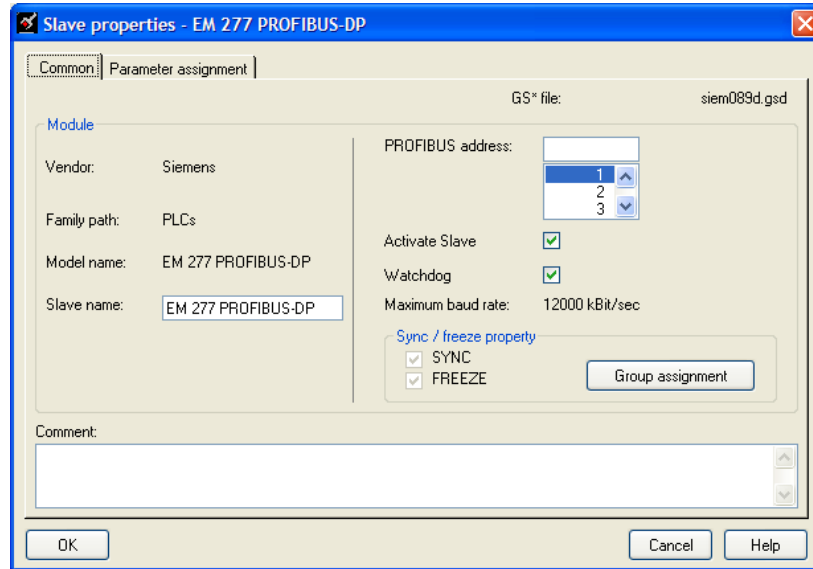 Slave properties - EM 277 PROFIBUS-DP
Common
Parameter assignment
GS* file: siem089d.gsd
Module
Vendor: Siemens
Family path: PLCs
Model name: EM 277 PROFIBUS-DP
Slave name: EM 277 PROFIBUS-DP
PROFIBUS address:
1
2
3
Activate Slave
Watchdog
Maximum baud rate: 12000 kBit/sec
Sync / freeze property
SYNC
FREEZE
Group assignment
Comment:
OK
Cancel
Help